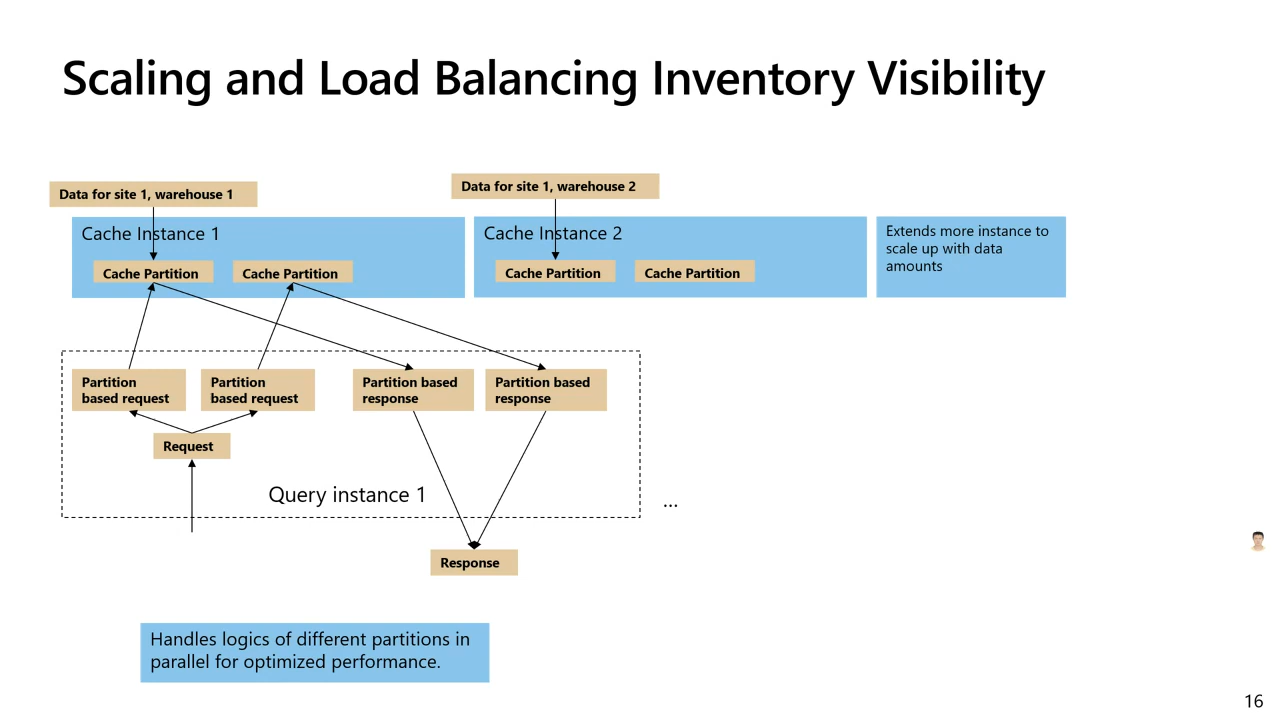 Scaling and Load Balancing Inventory Visibility
Data for site 1, warehouse 1
Data for site 1, warehouse 2
Cache Instance 1
Cache Partition
Cache Partition
Cache Instance 2
Cache Partition
Cache Partition
Extends more instance to
scale up with data
amounts
Partition
based request
Partition
based request
Partition based
response
Partition based
response
Request
Query instance 1
...
Response
Handles logics of different partitions in
parallel for optimized performance.
16